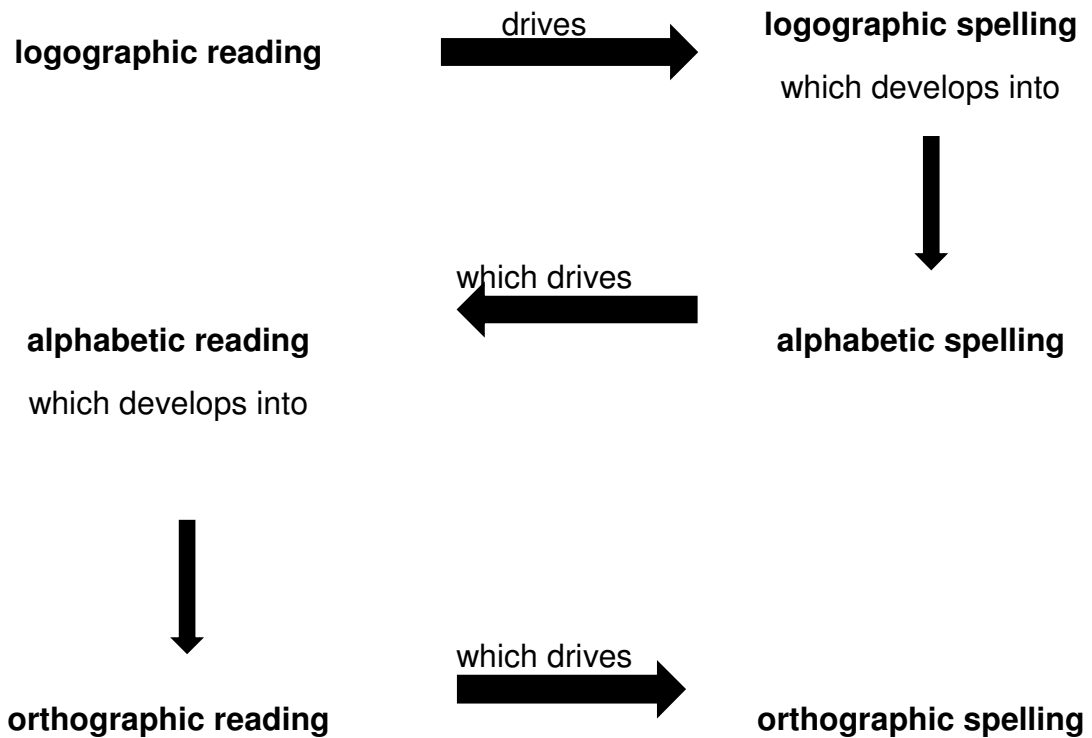 logographic reading
drives
logographic spelling
which develops into
which drives
alphabetic reading
alphabetic spelling
which develops into
which drives
orthographic reading
orthographic spelling